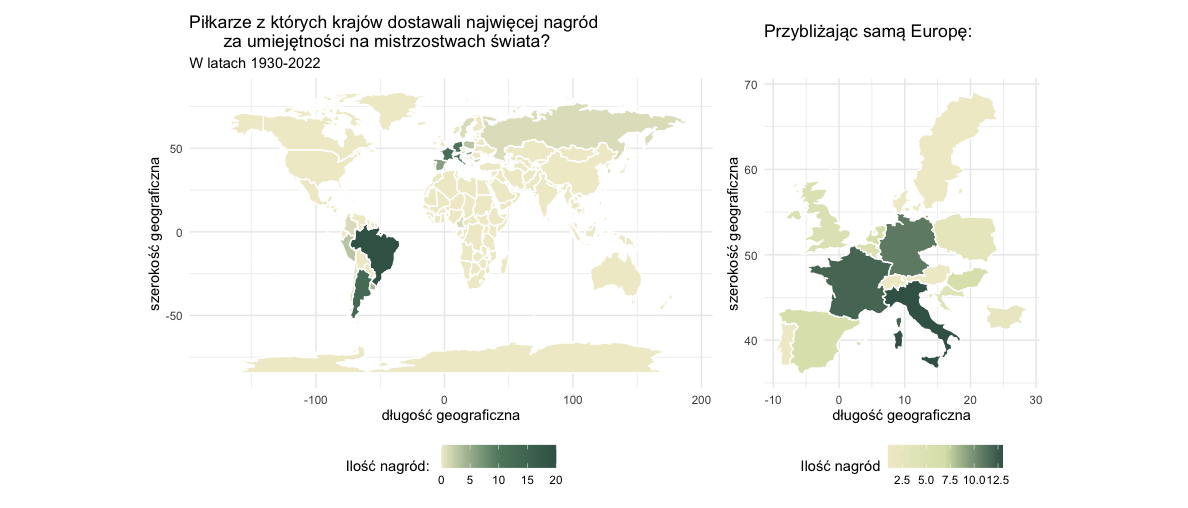 Piłkarze z których krajów dostawali najwięcej nagród
za umiejętności na mistrzostwach świata?
W latach 1930-2022
szerokość geograficzna
50
0
-50
-100
0
100
200
długość geograficzna
Ilość nagród:
0
5
10
15
20
Przybliżając samą Europę:
szerokość geograficzna
70
60
50
40
-10
0
10
20
30
długość geograficzna
Ilość nagród
2.5
5.0
7.5
10.0
12.5